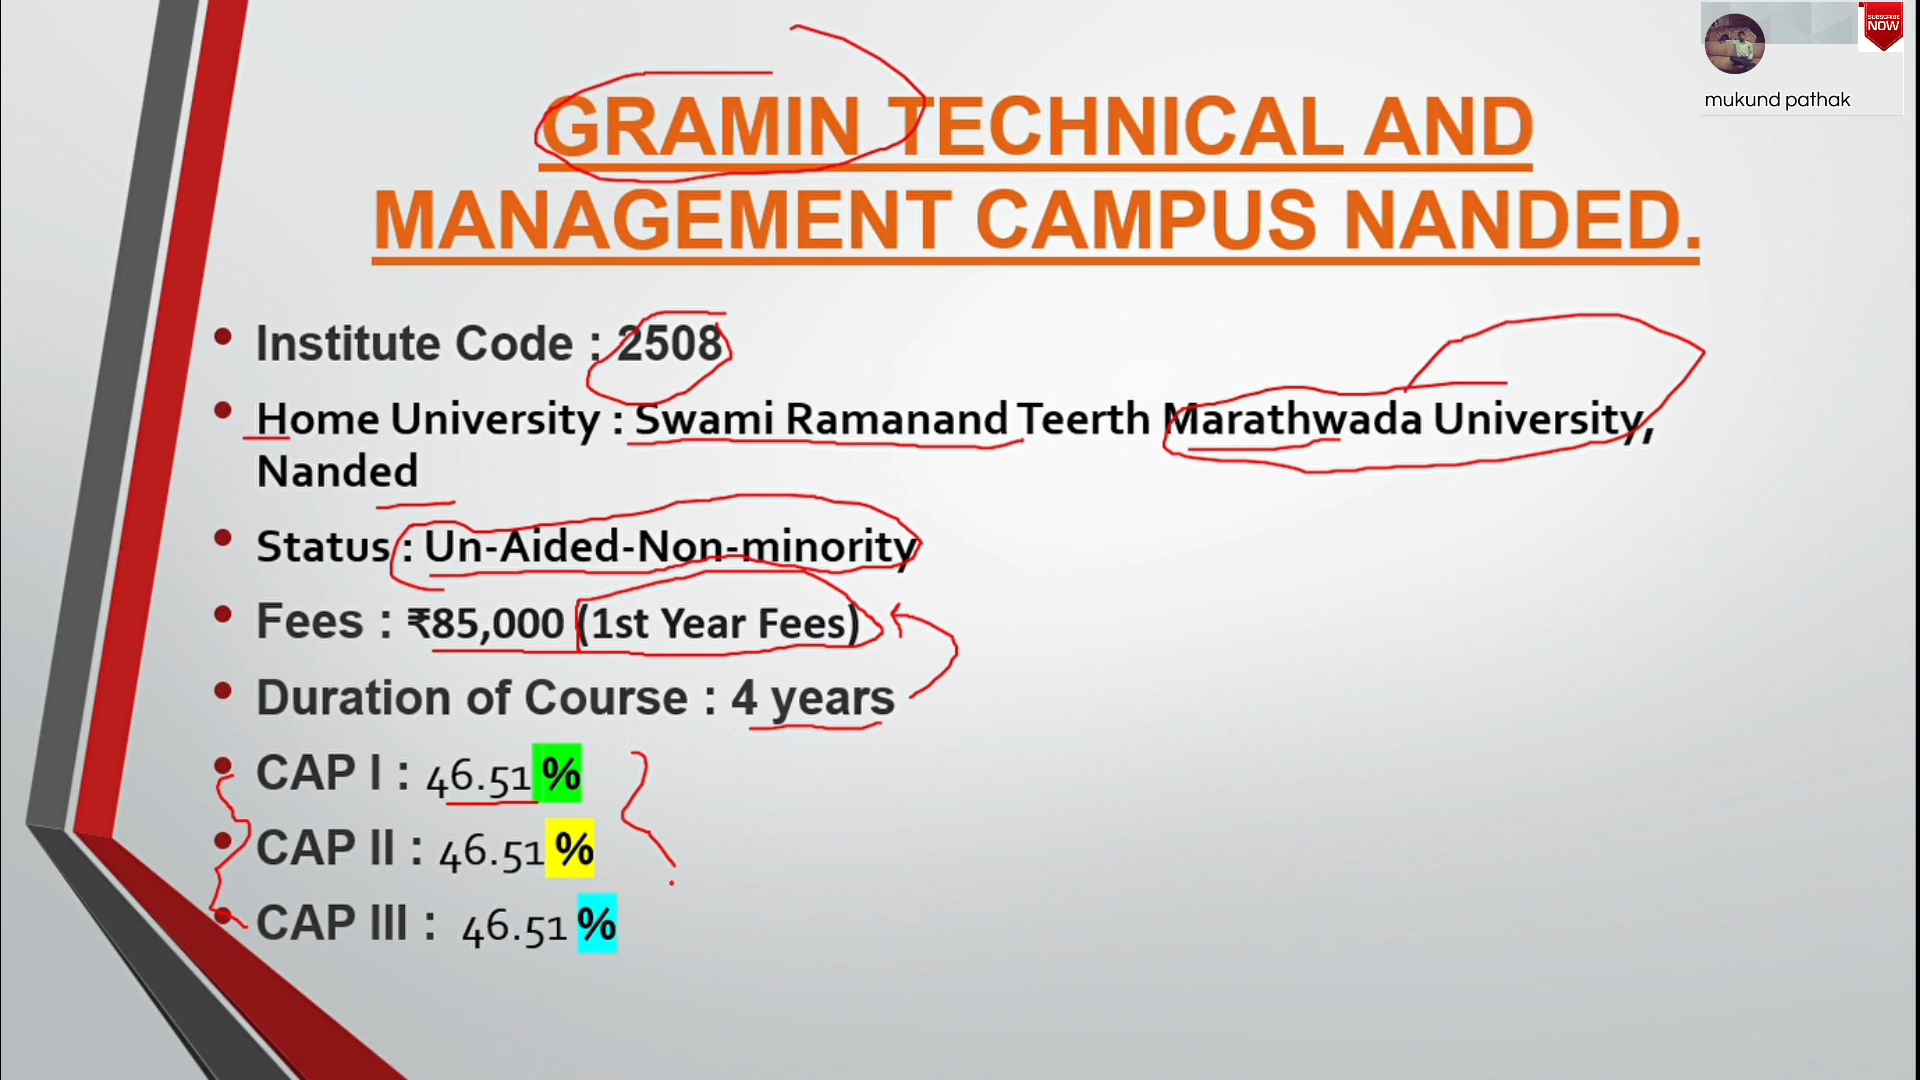 SUBSCRIBE
NOW
mukund pathak
GRAMIN TECHNICAL AND
MANAGEMENT CAMPUS NANDED.
• Institute Code : 2508
• Home University : Swami Ramanand Teerth Marathwada University,
Nanded
• Status : Un-Aided-Non-minority
• Fees : ₹85,000 (1st Year Fees)
• Duration of Course : 4 years
• CAP I : 46.51 %
• CAP II : 46.51 %
• CAP III : 46.51 %